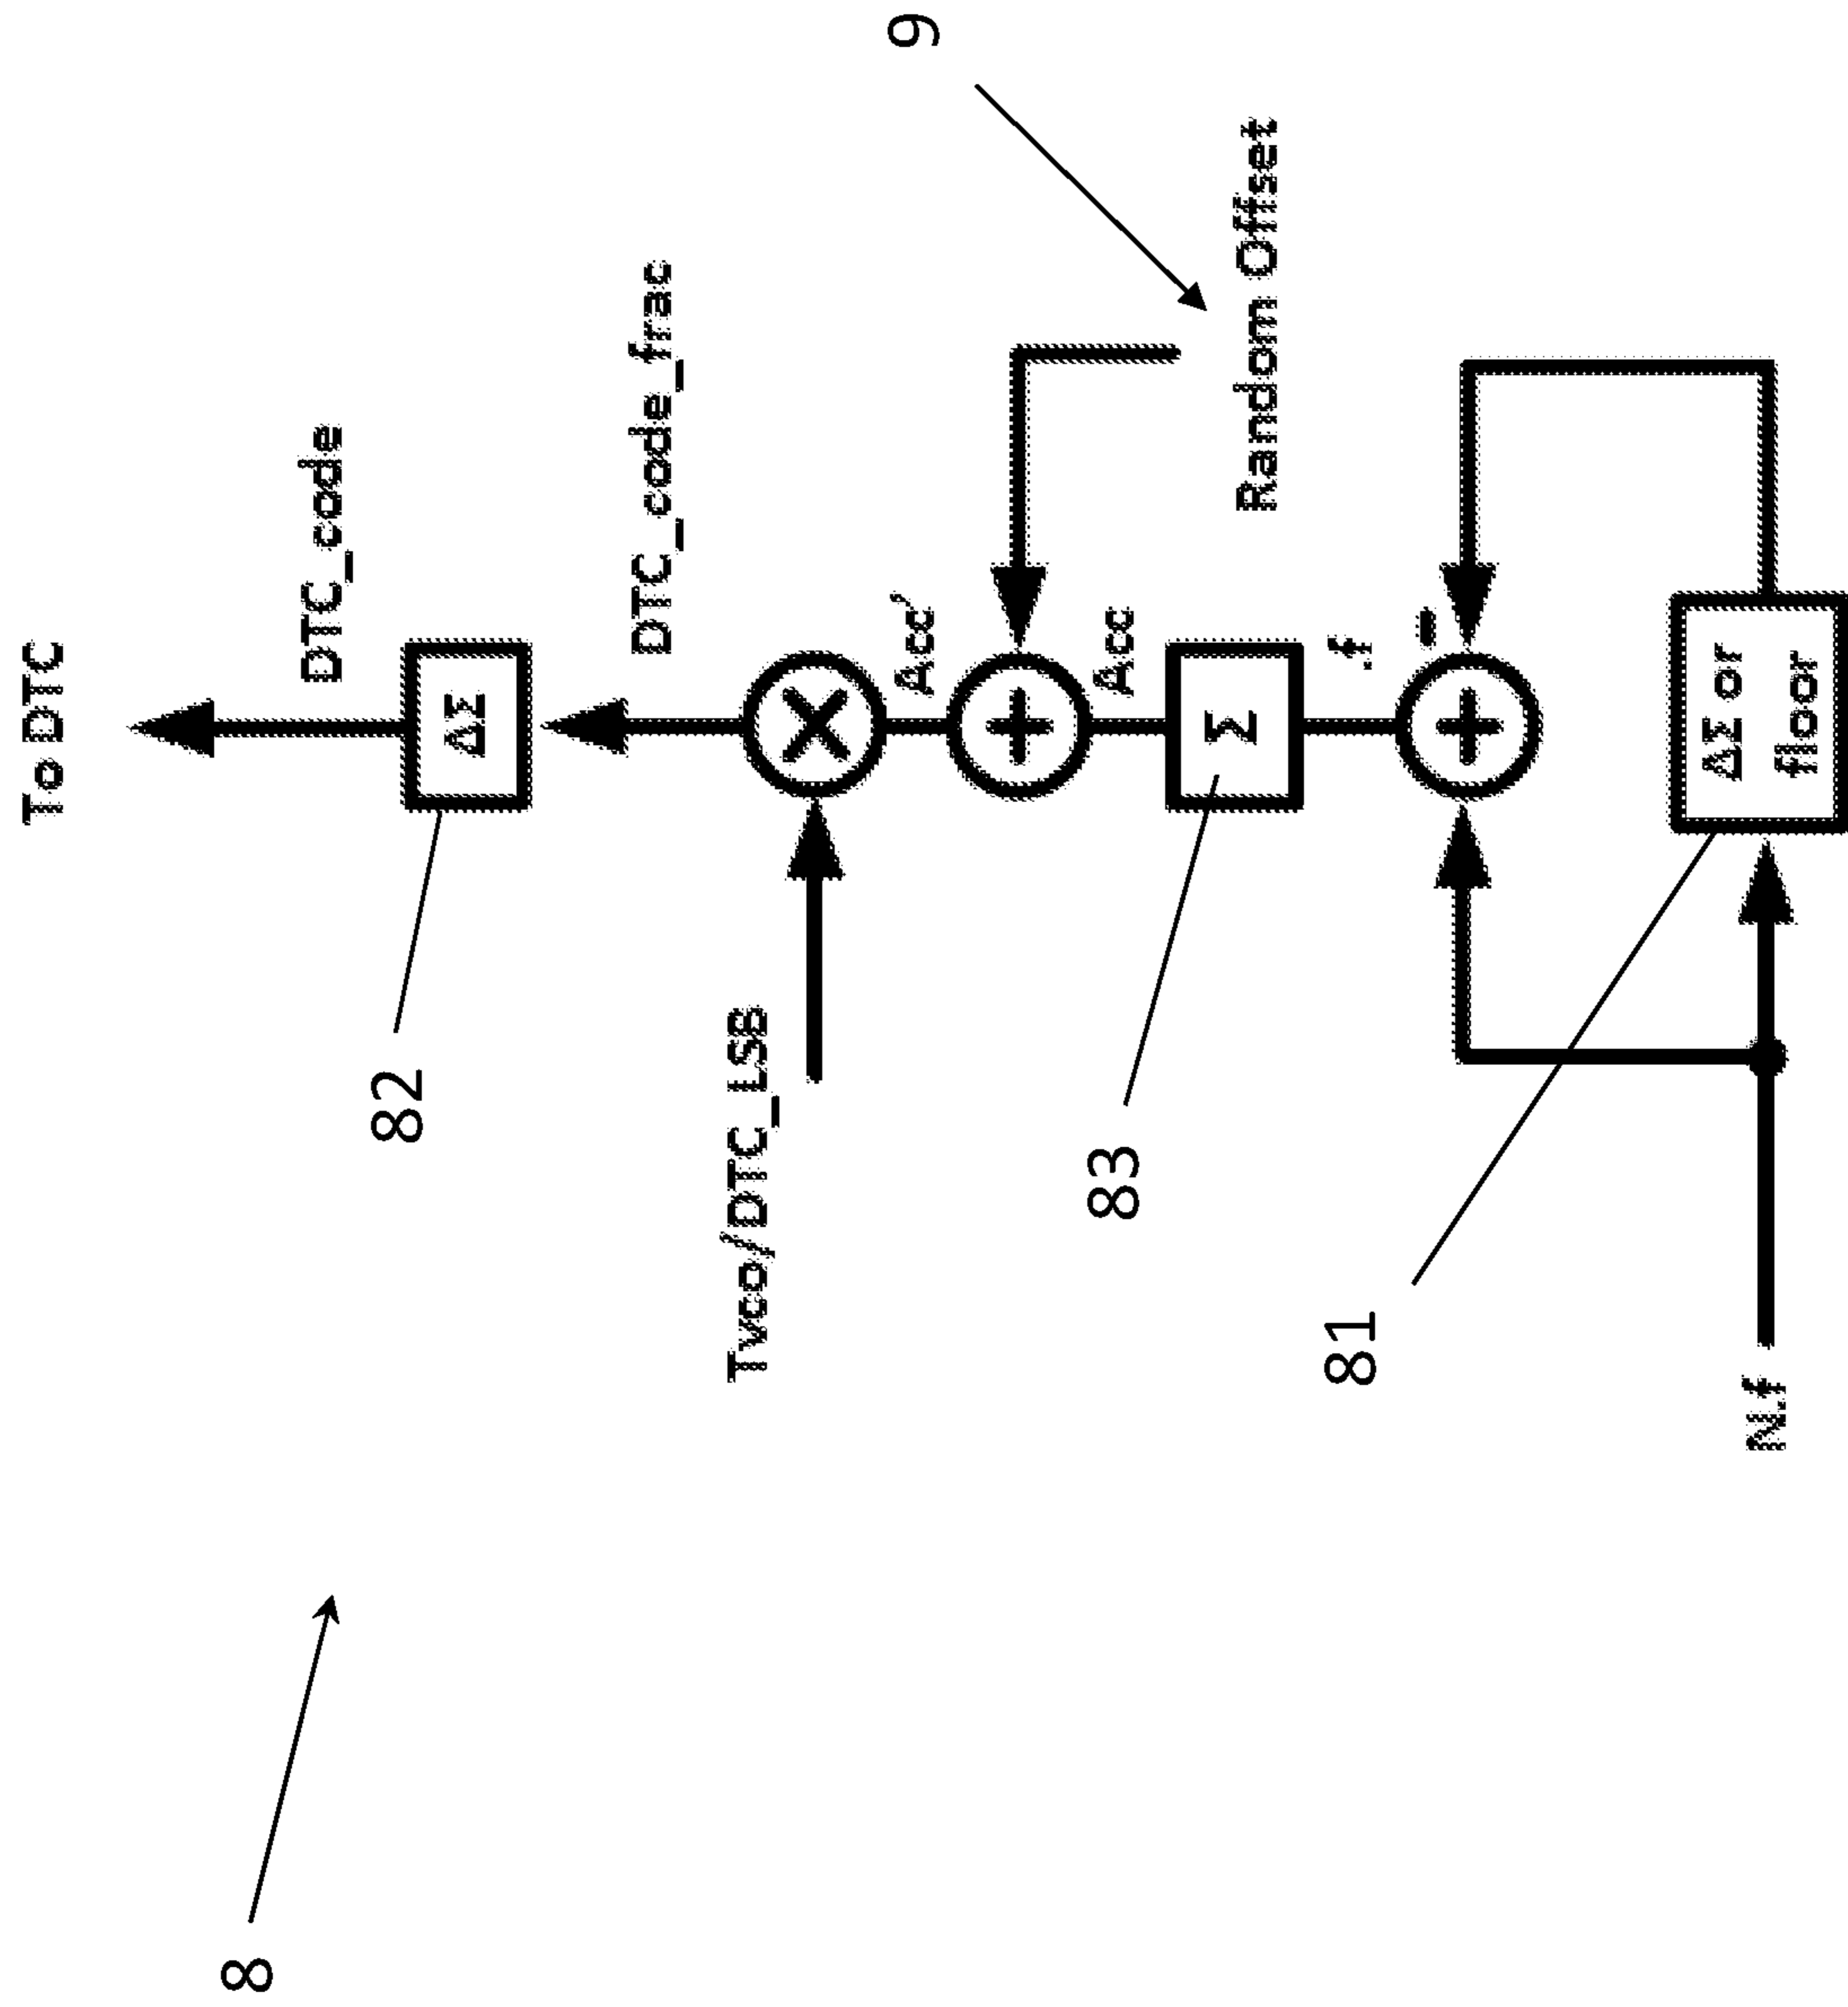 To DTC
8
DTC_code
82
ΔΣ
DTC_code_frac
Tvco/DTC_LSB
Acc'
9
83
Acc
Σ
Random Offset
81
.f
-
N.f
ΔΣ or
floor